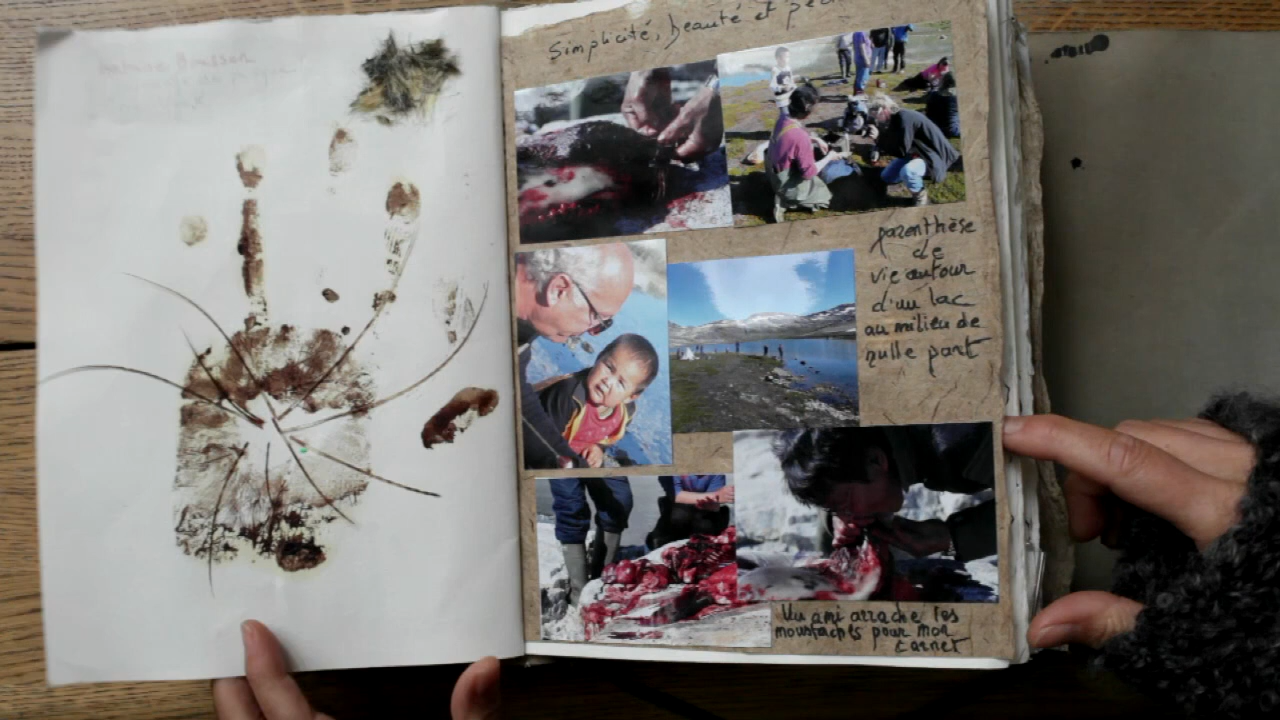 Simplicité, beauté et
parenthèse
de
vie autour
d'un lac
au milieu de
nulle part
Un ami arrache les
moustaches pour mon
carnet